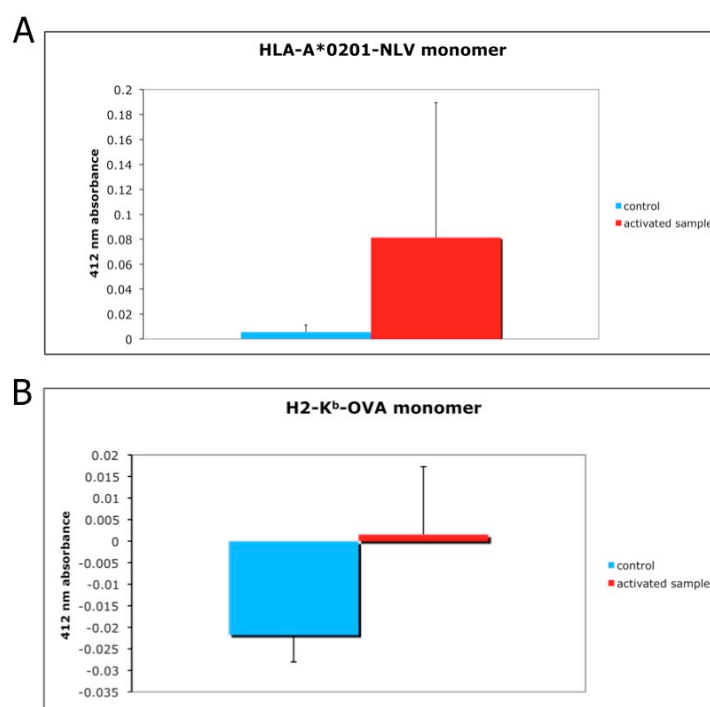 A
HLA-A*0201-NLV monomer
412 nm absorbance
0.2
0.18
0.16
0.14
0.12
0.1
0.08
0.06
0.04
0.02
0
control
activated sample
B
H2-Kᵇ-OVA monomer
412 nm absorbance
0.02
0.015
0.01
0.005
0
-0.005
-0.01
-0.015
-0.02
-0.025
-0.03
-0.035
control
activated sample